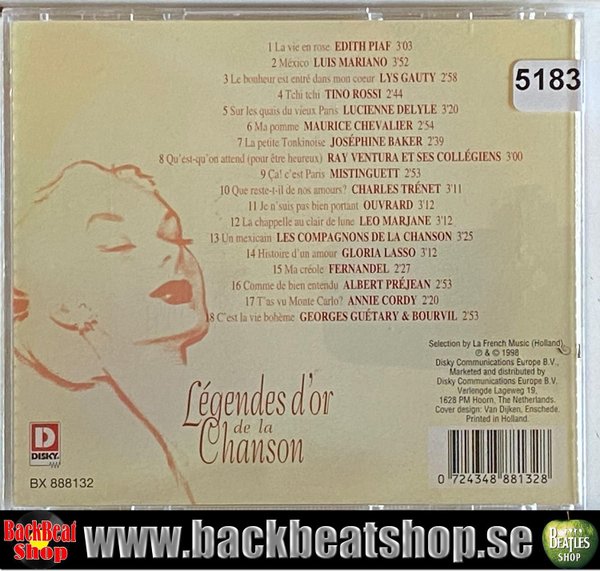 1 La vie en rose EDITH PIAF 3'03
2 México LUIS MARIANO 3'52
3 Le bonheur est entré dans mon coeur LYS GAUTY 2'58
4 Tchi tchi TINO ROSSI 2'44
5 Sur les quais du vieux Paris LUCIENNE DELYLE 3'20
6 Ma pomme MAURICE CHEVALIER 2'54
7 La petite Tonkinoise JOSÉPHINE BAKER 2'39
8 Qu'est-qu'on attend (pour être heureux) RAY VENTURA ET SES COLLÉGIENS 3'00
9 Ça! c'est Paris MISTINGUETT 2'53
10 Que reste-t-il de nos amours? CHARLES TRÉNET 3'11
11 Je n'suis pas bien portant OUVRARD 3'12
12 La chappelle au clair de lune LEO MARJANE 3'12
13 Un mexicain LES COMPAGNONS DE LA CHANSON 3'25
14 Histoire d'un amour GLORIA LASSO 3'12
15 Ma créole FERNANDEL 2'27
16 Comme de bien entendu ALBERT PRÉJEAN 2'53
17 T'as vu Monte Carlo? ANNIE CORDY 2'20
18 C'est la vie bohème GEORGES GUÉTARY & BOURVIL 2'53
5183
Selection by La French Music (Holland)
℗ & © 1998
Disky Communications Europe B.V.,
Marketed and distributed by
Disky Communications Europe B.V.,
Verlengde Lageweg 19,
1628 PM Hoorn, The Netherlands.
Cover design: Van Dijken, Enschede.
Printed in Holland.
Légendes d'or
de la
Chanson
D
DISKY
BX 888132
0 724348 881328
BackBeat
Shop
www.backbeatshop.se
BEATLES
SHOP